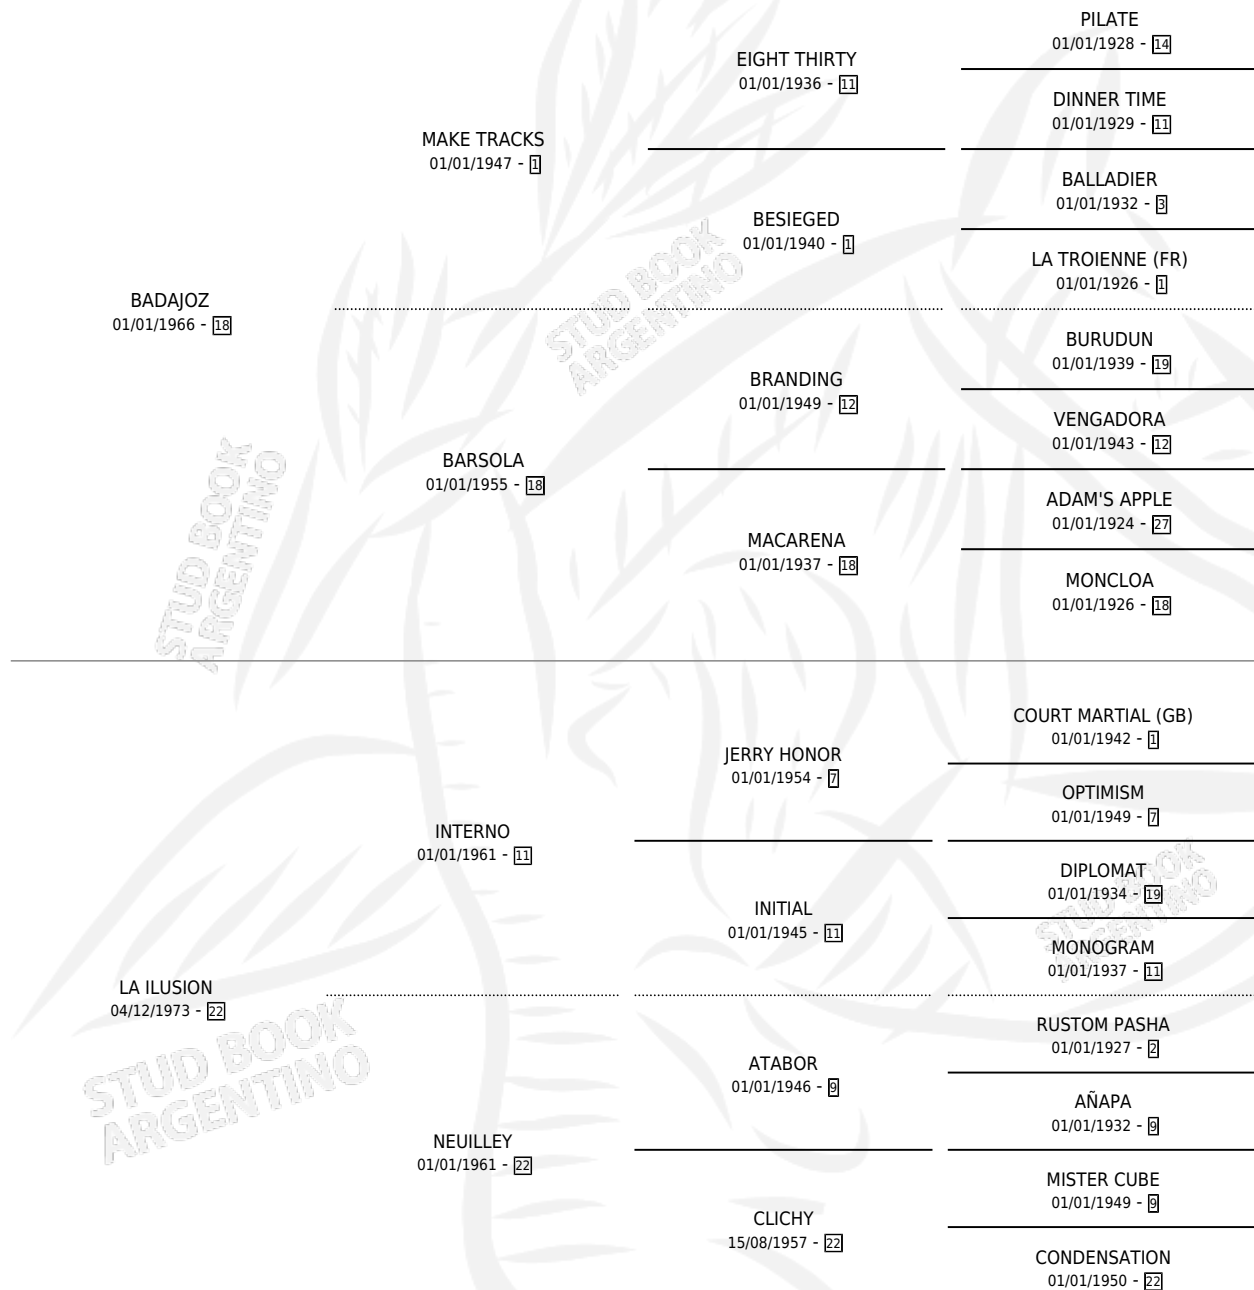 PILATE
01/01/1928 - 14
EIGHT THIRTY
01/01/1936 - 11
DINNER TIME
01/01/1929 - 11
MAKE TRACKS
01/01/1947 - 1
BALLADIER
01/01/1932 - 3
BESIEGED
01/01/1940 - 1
LA TROIENNE (FR)
01/01/1926 - 1
BADAJOZ
01/01/1966 - 18
STUD BOOK
ARGENTINO
BURUDUN
01/01/1939 - 19
BRANDING
01/01/1949 - 12
VENGADORA
01/01/1943 - 12
BARSOLA
01/01/1955 - 18
ADAM'S APPLE
01/01/1924 - 27
MACARENA
01/01/1937 - 18
MONCLOA
01/01/1926 - 18
STUD BOOK
ARGENTINO
COURT MARTIAL (GB)
01/01/1942 - 1
JERRY HONOR
01/01/1954 - 7
OPTIMISM
01/01/1949 - 7
INTERNO
01/01/1961 - 11
DIPLOMAT
01/01/1934 - 19
INITIAL
01/01/1945 - 11
STUD BOOK
ARGENTINO
MONOGRAM
01/01/1937 - 11
LA ILUSION
04/12/1973 - 22
STUD BOOK
ARGENTINO
RUSTOM PASHA
01/01/1927 - 2
ATABOR
01/01/1946 - 9
AÑAPA
01/01/1932 - 9
NEUILLEY
01/01/1961 - 22
MISTER CUBE
01/01/1949 - 9
CLICHY
15/08/1957 - 22
CONDENSATION
01/01/1950 - 22